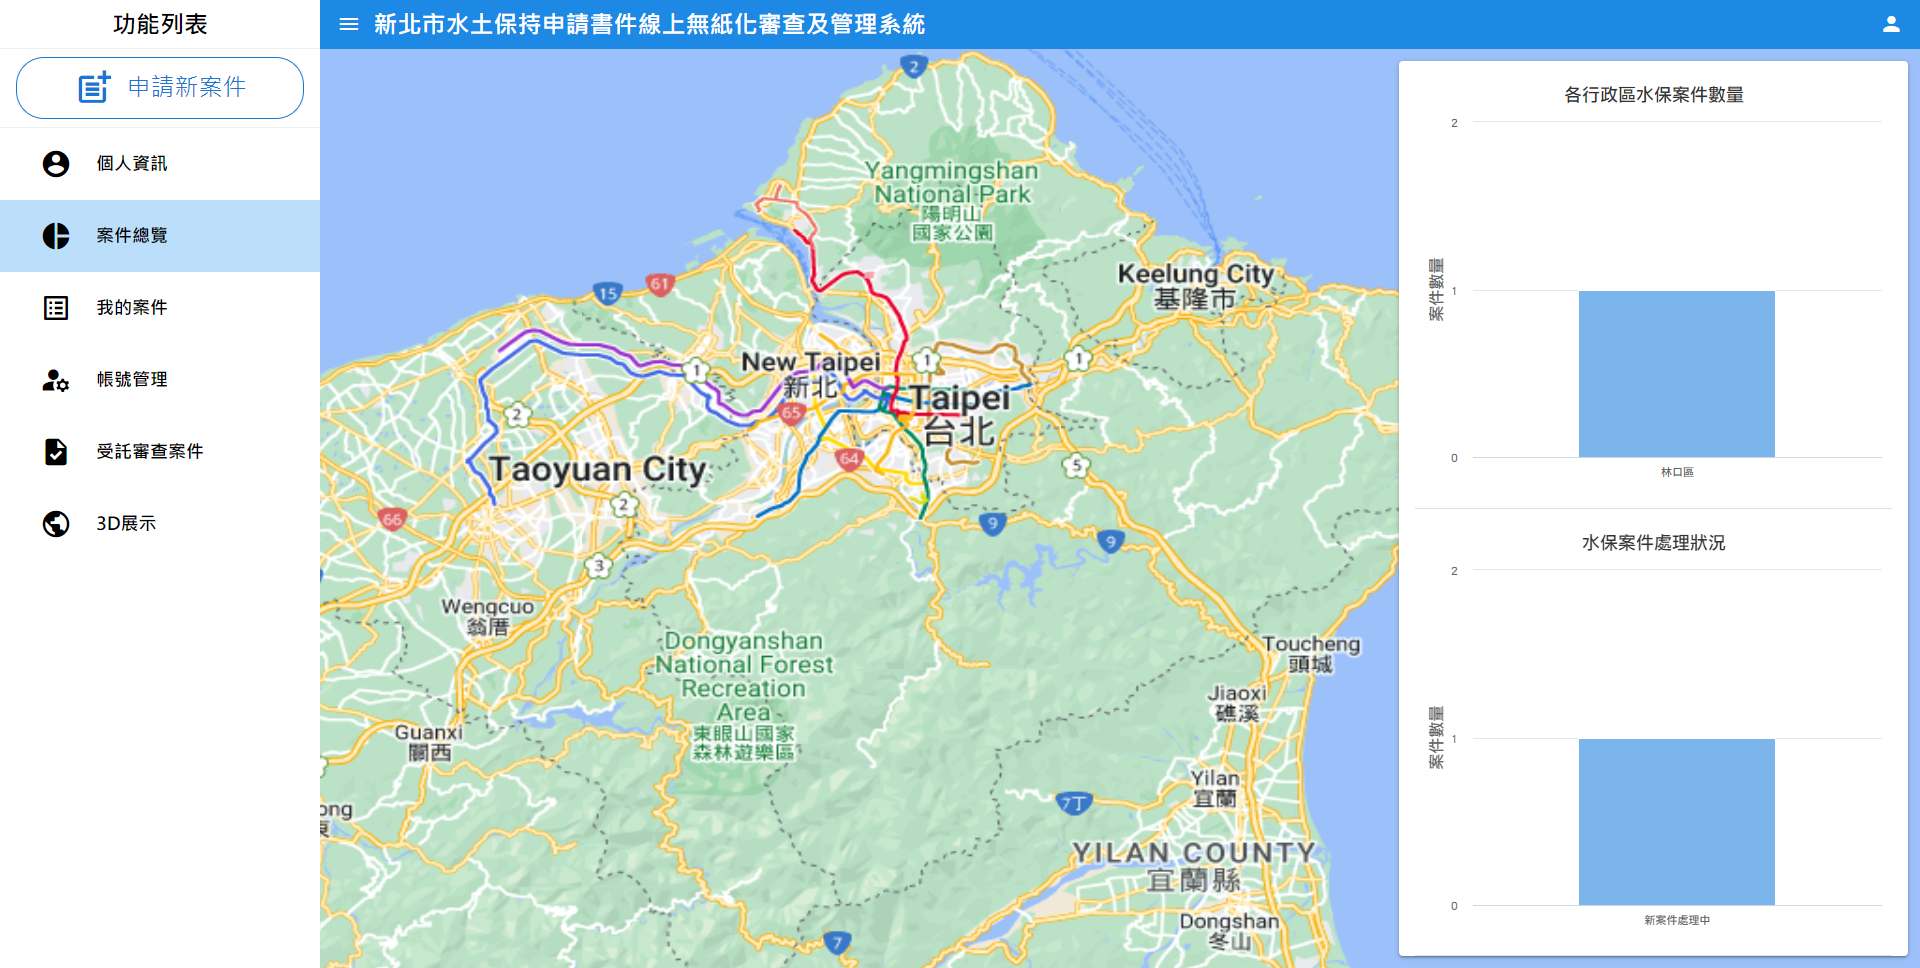 功能列表
申請新案件
個人資訊
案件總覽
我的案件
帳號管理
受託審查案件
3D展示
新北市水土保持申請書件線上無紙化審查及管理系統
2
Yangmingshan
National Park
陽明山
國家公園
Keelung City
基隆市
15
61
New Taipei
新北
1
1
1
Taipei
台北
65
64
2
Taoyuan City
2
5
66
9
9
3
Wengcuo
翁厝
Dongyanshan
National Forest
Recreation
Area
東眼山國家
森林遊樂區
Toucheng
頭城
Jiaoxi
礁溪
Guanxi
關西
Yilan
宜蘭
7丁
ong
YILAN COUNTY
宜蘭縣
Dongshan
冬山
7
各行政區水保案件數量
2
案件數量
1
0
林口區
水保案件處理狀況
2
案件數量
1
0
新案件處理中